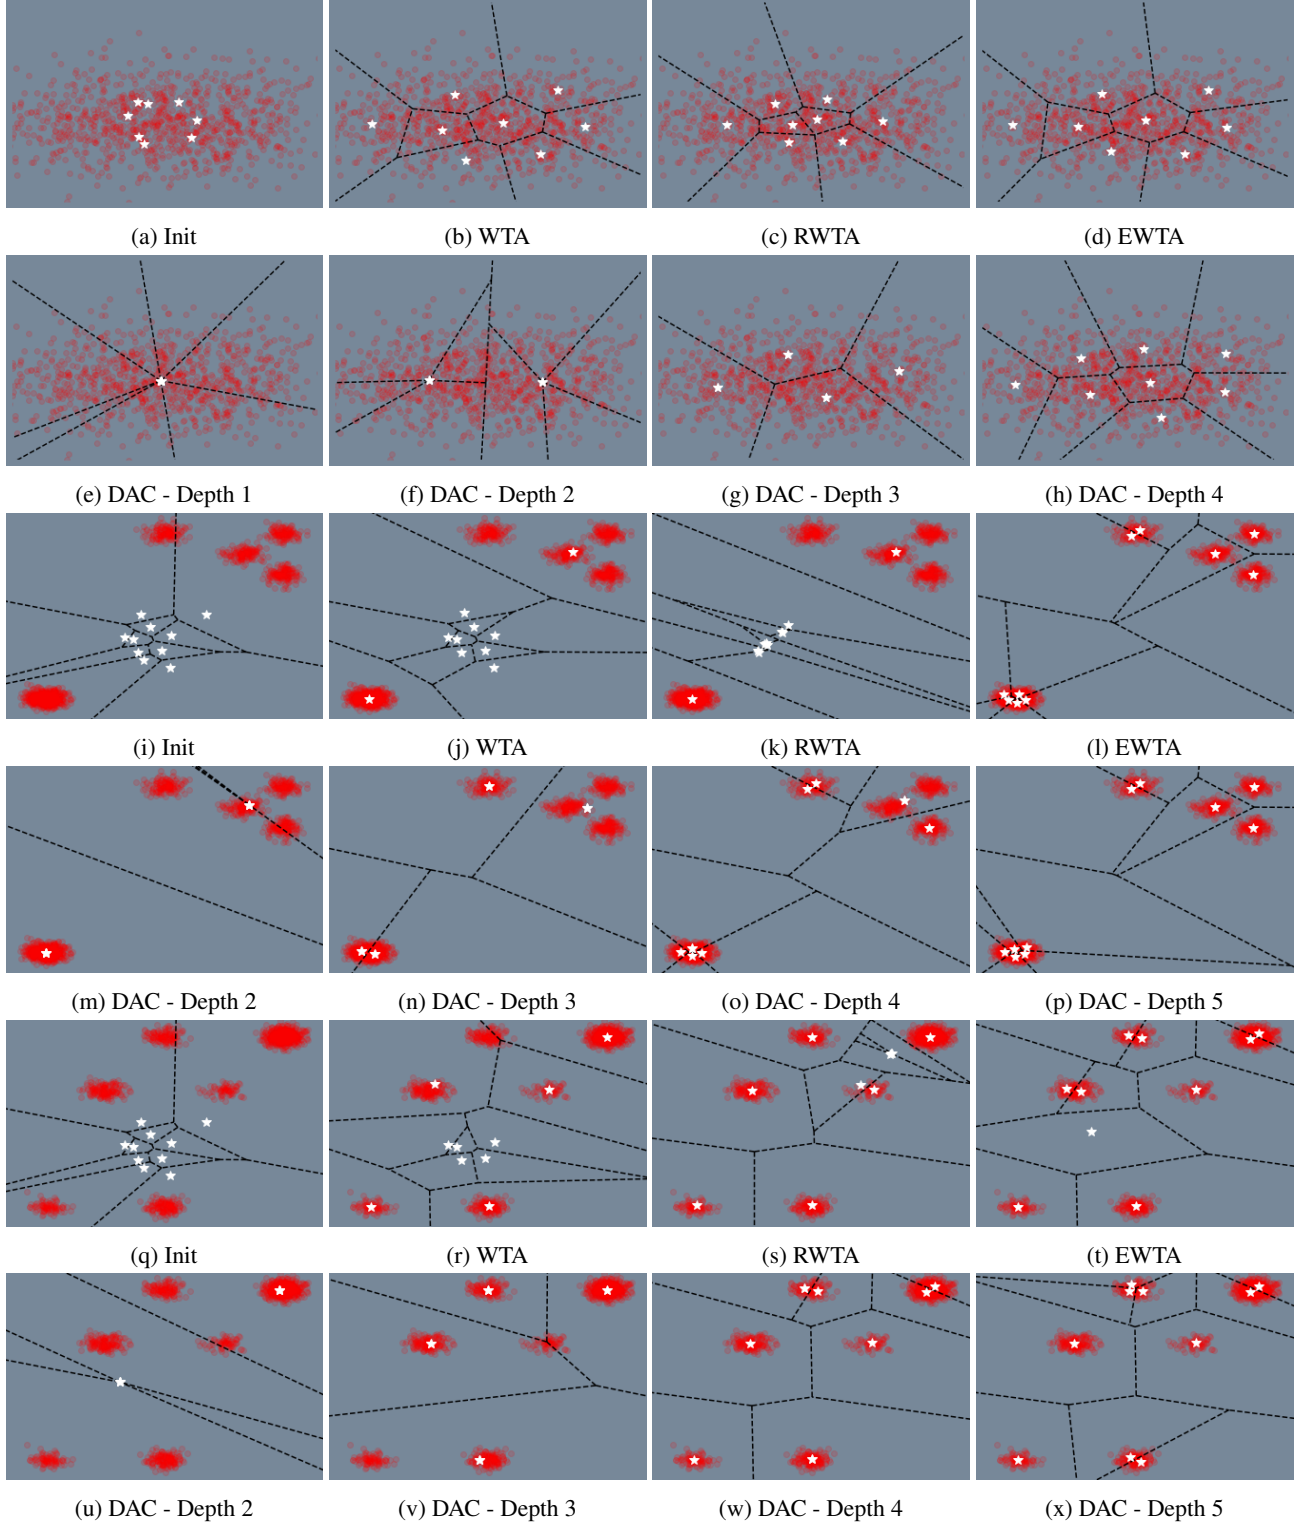 (a) Init
(b) WTA
(c) RWTA
(d) EWTA
(e) DAC - Depth 1
(f) DAC - Depth 2
(g) DAC - Depth 3
(h) DAC - Depth 4
(i) Init
(j) WTA
(k) RWTA
(l) EWTA
(m) DAC - Depth 2
(n) DAC - Depth 3
(o) DAC - Depth 4
(p) DAC - Depth 5
(q) Init
(r) WTA
(s) RWTA
(t) EWTA
(u) DAC - Depth 2
(v) DAC - Depth 3
(w) DAC - Depth 4
(x) DAC - Depth 5